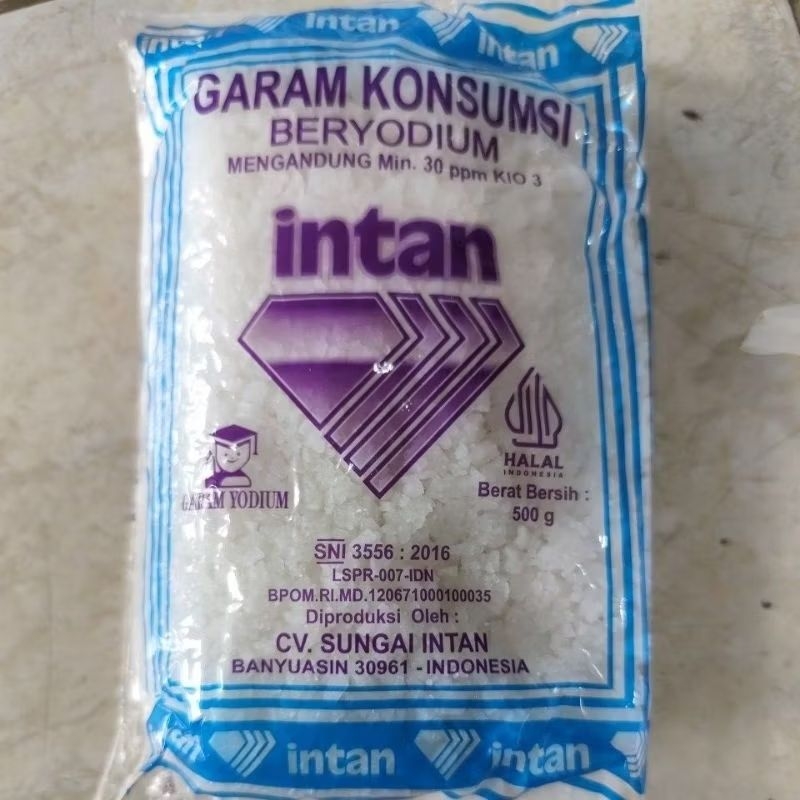 intan intan intan
GARAM KONSUMSI
BERYODIUM
MENGANDUNG Min. 30 ppm KIO 3
intan
HALAL
INDONESIA
GARAM YODIUM
Berat Bersih :
500 g
SNI 3556 : 2016
LSPR-007-IDN
BPOM.RI.MD.120671000100035
Diproduksi Oleh :
CV. SUNGAI INTAN
BANYUASIN 30961 - INDONESIA
intan intan